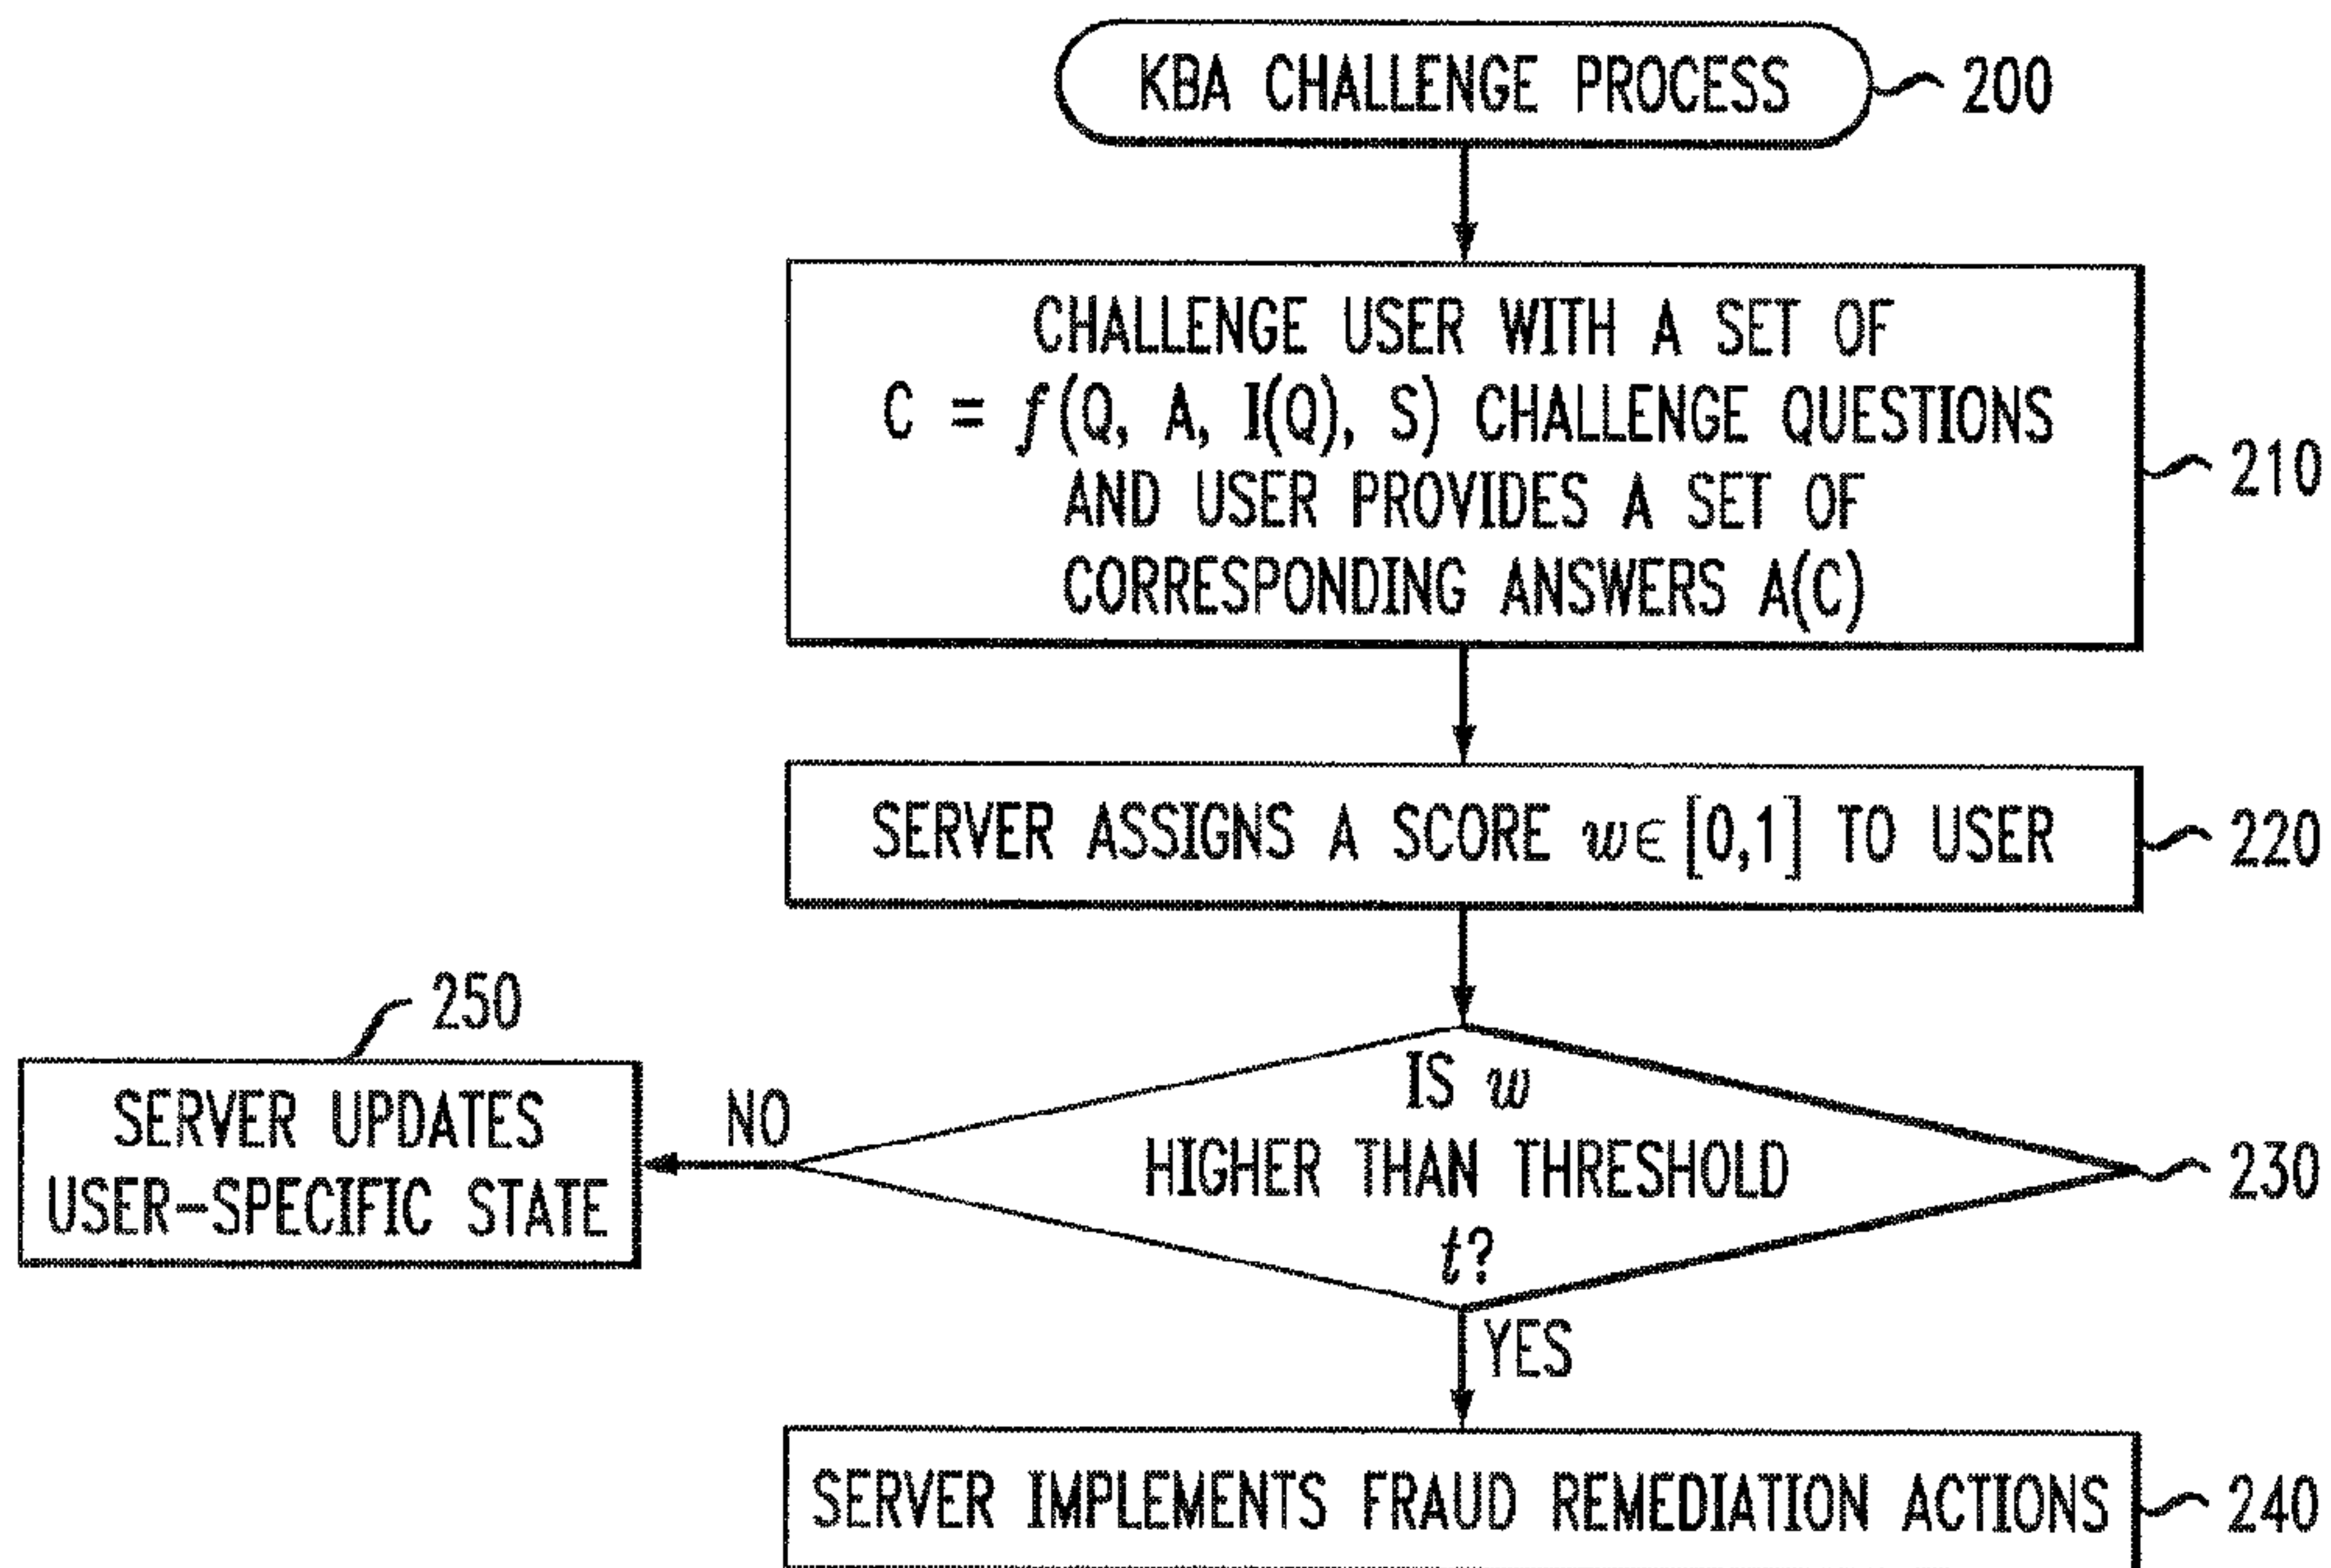 KBA CHALLENGE PROCESS
200
CHALLENGE USER WITH A SET OF
C = f(Q, A, I(Q), S) CHALLENGE QUESTIONS
AND USER PROVIDES A SET OF
CORRESPONDING ANSWERS A(C)
210
SERVER ASSIGNS A SCORE w∈[0,1] TO USER
220
IS w
HIGHER THAN THRESHOLD
t?
230
NO
250
SERVER UPDATES
USER-SPECIFIC STATE
YES
SERVER IMPLEMENTS FRAUD REMEDIATION ACTIONS
240